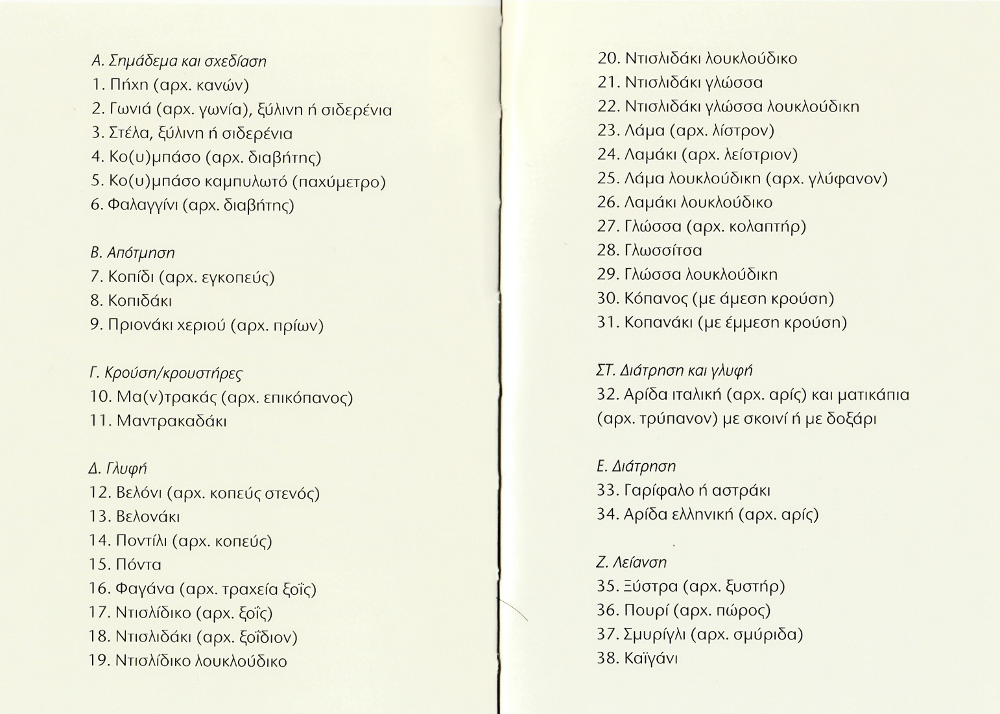 Α. Σημάδεμα και σχεδίαση
1. Πήχη (αρχ. κανών)
2. Γωνιά (αρχ. γωνία), ξύλινη ή σιδερένια
3. Στέλα, ξύλινη ή σιδερένια
4. Κο(υ)μπάσο (αρχ. διαβήτης)
5. Κο(υ)μπάσο καμπυλωτό (παχύμετρο)
6. Φαλαγγίνι (αρχ. διαβήτης)
Β. Απότμηση
7. Κοπίδι (αρχ. εγκοπεύς)
8. Κοπιδάκι
9. Πριονάκι χεριού (αρχ. πρίων)
Γ. Κρούση/κρουστήρες
10. Μα(ν)τρακάς (αρχ. επικόπανος)
11. Μαντρακαδάκι
Δ. Γλυφή
12. Βελόνι (αρχ. κοπεύς στενός)
13. Βελονάκι
14. Ποντίλι (αρχ. κοπεύς)
15. Πόντα
16. Φαγάνα (αρχ. τραχεία ξοΐς)
17. Ντισλίδικο (αρχ. ξοΐς)
18. Ντισλιδάκι (αρχ. ξοΐδιον)
19. Ντισλίδικο λουκλούδικο
20. Ντισλιδάκι λουκλούδικο
21. Ντισλιδάκι γλώσσα
22. Ντισλιδάκι γλώσσα λουκλούδικη
23. Λάμα (αρχ. λίστρον)
24. Λαμάκι (αρχ. λείστριον)
25. Λάμα λουκλούδικη (αρχ. γλύφανον)
26. Λαμάκι λουκλούδικο
27. Γλώσσα (αρχ. κολαπτήρ)
28. Γλωσσίτσα
29. Γλώσσα λουκλούδικη
30. Κόπανος (με άμεση κρούση)
31. Κοπανάκι (με έμμεση κρούση)
ΣΤ. Διάτρηση και γλυφή
32. Αρίδα ιταλική (αρχ. αρίς) και ματικάπια
(αρχ. τρύπανον) με σκοινί ή με δοξάρι
Ε. Διάτρηση
33. Γαρίφαλο ή αστράκι
34. Αρίδα ελληνική (αρχ. αρίς)
Ζ. Λείανση
35. Ξύστρα (αρχ. ξυστήρ)
36. Πουρί (αρχ. πώρος)
37. Σμυρίγλι (αρχ. σμύριδα)
38. Καϊγάνι